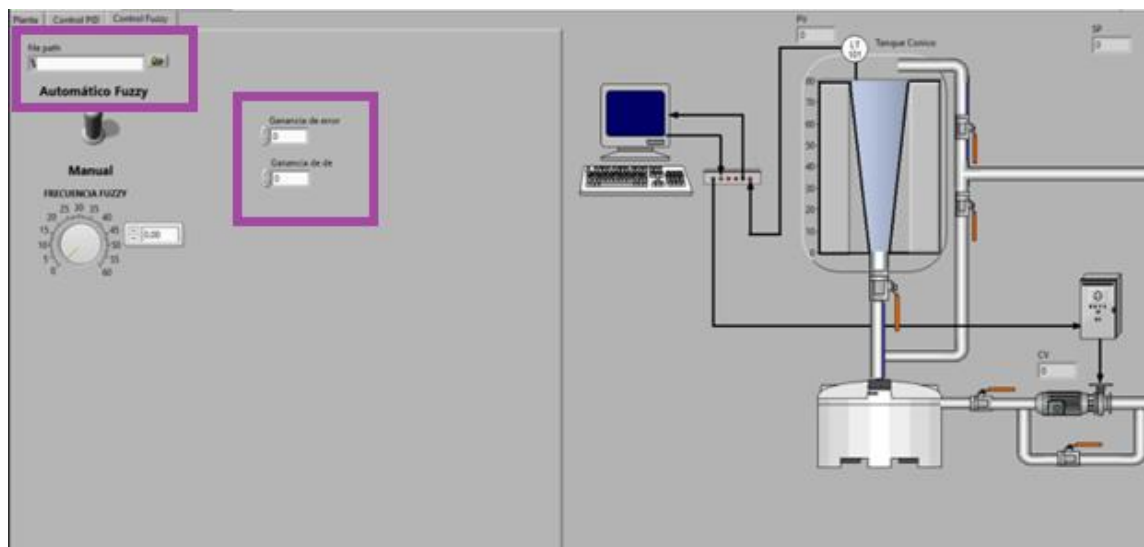 Planta Control PID Control Fuzzy
File path
Automático Fuzzy
Manual
FRECUENCIA FUZZY
0 5 10 15 20 25 30 35 40 45 50 55 60
0.00
Ganancia de error
0
Ganancia de de
0
PV
0
LT
101
Tanque Conico
SP
0
80
70
60
50
40
30
20
10
0
CV
0